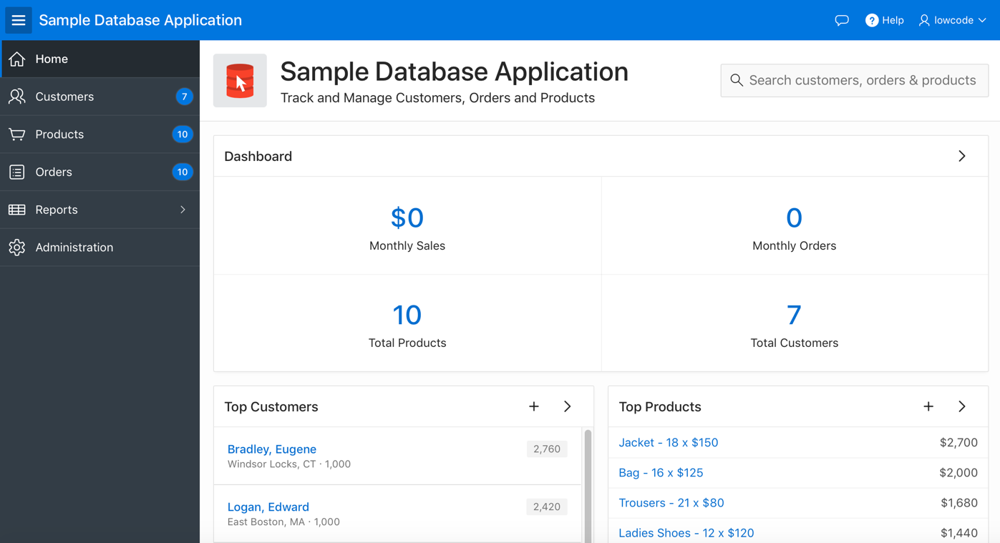 Sample Database Application
? Help
lowcode
Home
Customers 7
Products 10
Orders 10
Reports
Administration
Sample Database Application
Track and Manage Customers, Orders and Products
Search customers, orders & products
Dashboard
$0
Monthly Sales
0
Monthly Orders
10
Total Products
7
Total Customers
Top Customers
Bradley, Eugene 2,760
Windsor Locks, CT · 1,000
Logan, Edward 2,420
East Boston, MA · 1,000
Top Products
Jacket - 18 x $150 $2,700
Bag - 16 x $125 $2,000
Trousers - 21 x $80 $1,680
Ladies Shoes - 12 x $120 $1,440